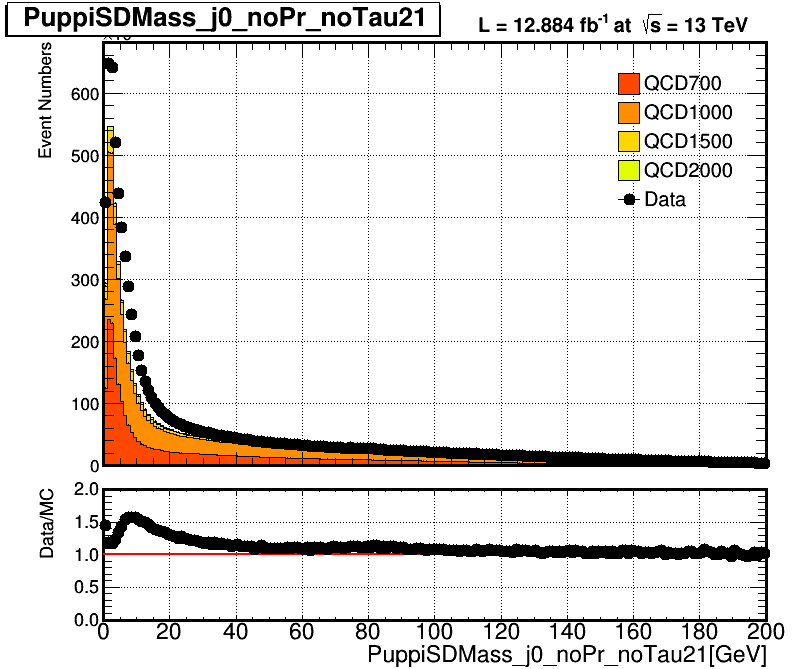 PuppiSDMass_j0_noPr_noTau21
L = 12.884 fb⁻¹ at √s = 13 TeV
Event Numbers
600
500
400
300
200
100
0
QCD700
QCD1000
QCD1500
QCD2000
Data
Data/MC
2.0
1.5
1.0
0.5
0.0
0 20 40 60 80 100 120 140 160 180 200
PuppiSDMass_j0_noPr_noTau21[GeV]